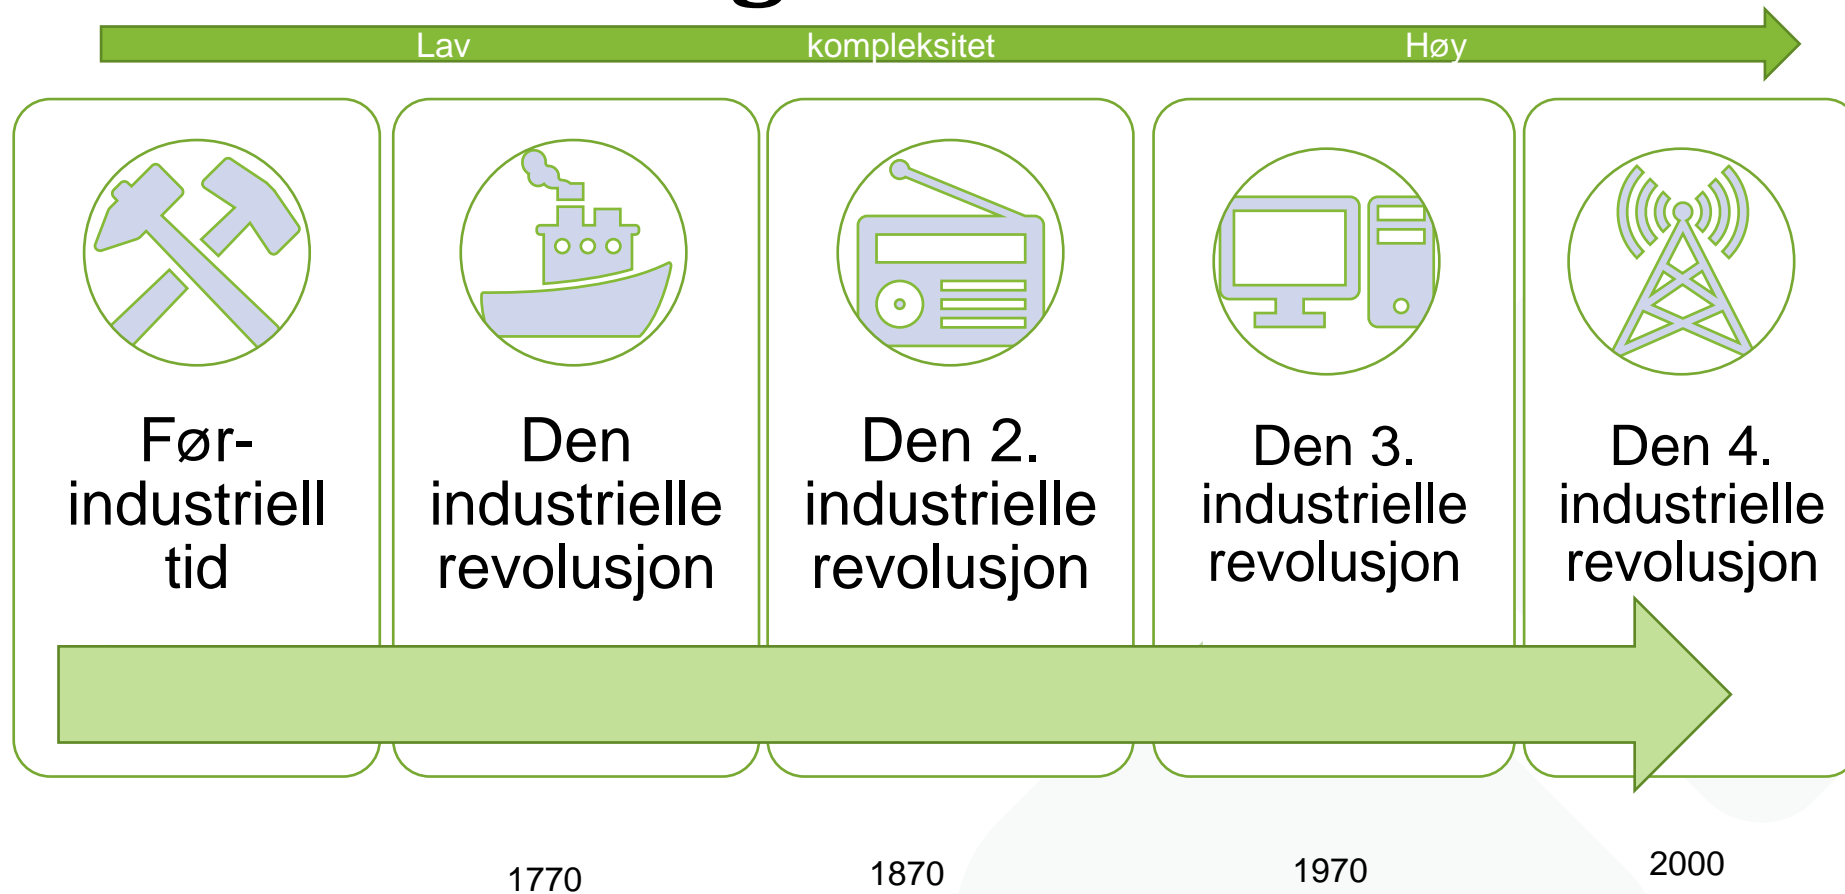 Lav kompleksitet Høy
Før-
industriell
tid
Den
industrielle
revolusjon
Den 2.
industrielle
revolusjon
Den 3.
industrielle
revolusjon
Den 4.
industrielle
revolusjon
1770 1870 1970 2000